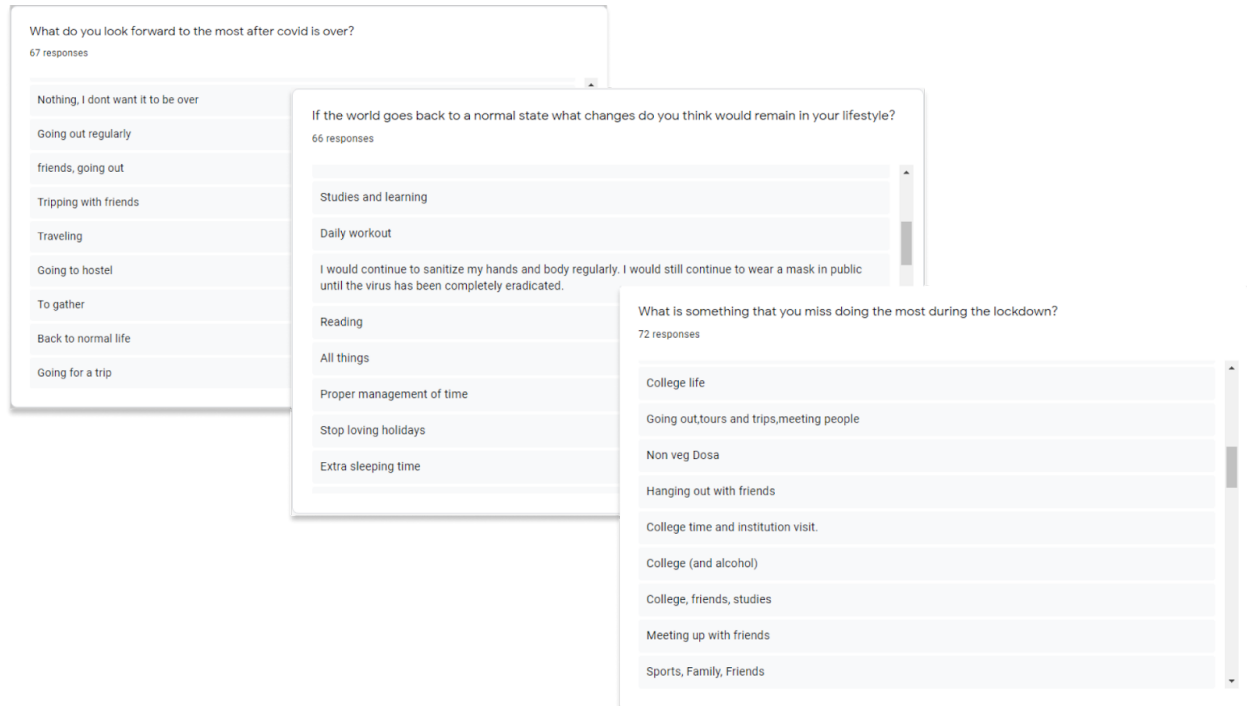 What do you look forward to the most after covid is over?
67 responses
Nothing, I dont want it to be over
Going out regularly
friends, going out
Tripping with friends
Traveling
Going to hostel
To gather
Back to normal life
Going for a trip
If the world goes back to a normal state what changes do you think would remain in your lifestyle?
66 responses
Studies and learning
Daily workout
I would continue to sanitize my hands and body regularly. I would still continue to wear a mask in public
until the virus has been completely eradicated.
Reading
All things
Proper management of time
Stop loving holidays
Extra sleeping time
What is something that you miss doing the most during the lockdown?
72 responses
College life
Going out,tours and trips,meeting people
Non veg Dosa
Hanging out with friends
College time and institution visit.
College (and alcohol)
College, friends, studies
Meeting up with friends
Sports, Family, Friends